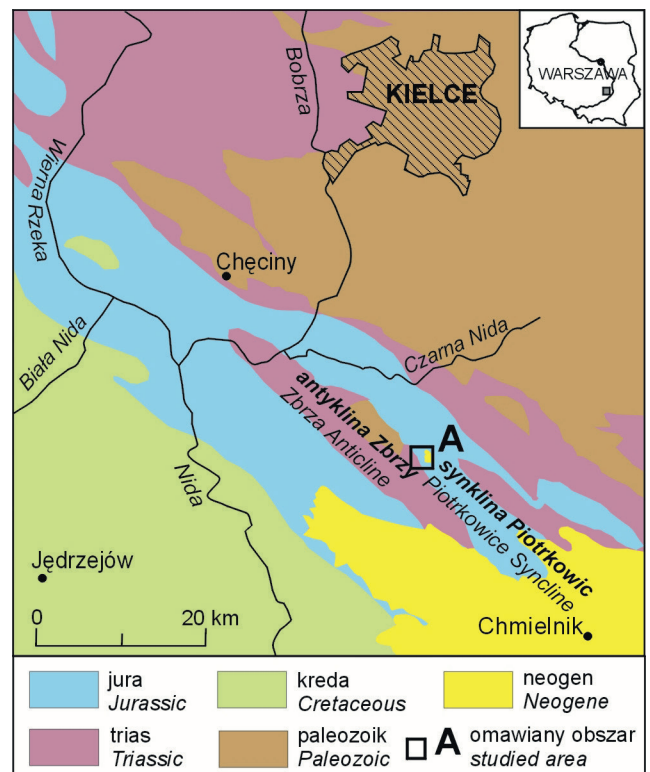 WARSZAWA
KIELCE
Bobrza
Wierna Rzeka
Chęciny
Biała Nida
Czarna Nida
Nida
antyklina Zbrzy
Zbrza Anticline
A
synklina Piotrkowic
Piotrkowice Syncline
Jędrzejów
0 20 km
Chmielnik
jura
Jurassic
kreda
Cretaceous
neogen
Neogene
trias
Triassic
paleozoik
Paleozoic
A omawiany obszar
studied area